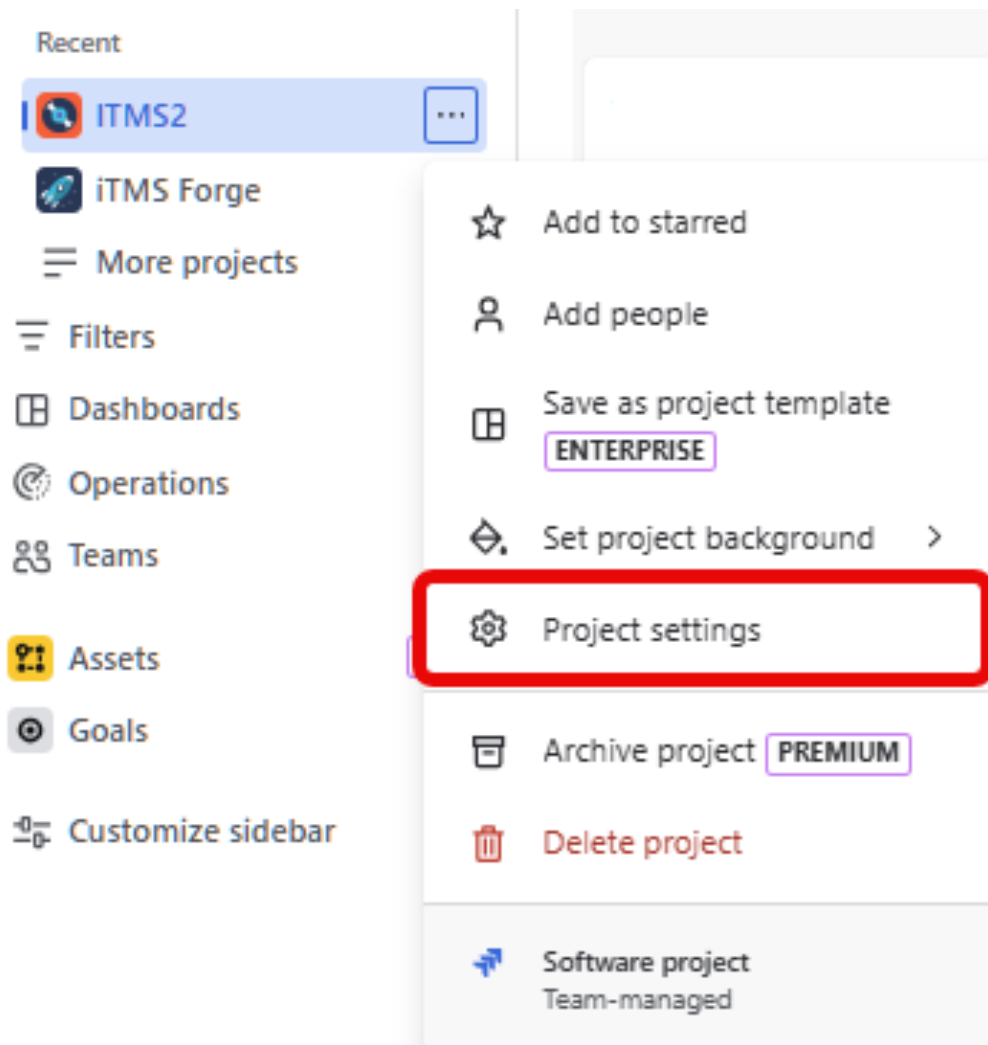 Recent
ITMS2
iTMS Forge
More projects
Filters
Dashboards
Operations
Teams
Assets
Goals
Customize sidebar
Add to starred
Add people
Save as project template
ENTERPRISE
Set project background
Project settings
Archive project PREMIUM
Delete project
Software project
Team-managed